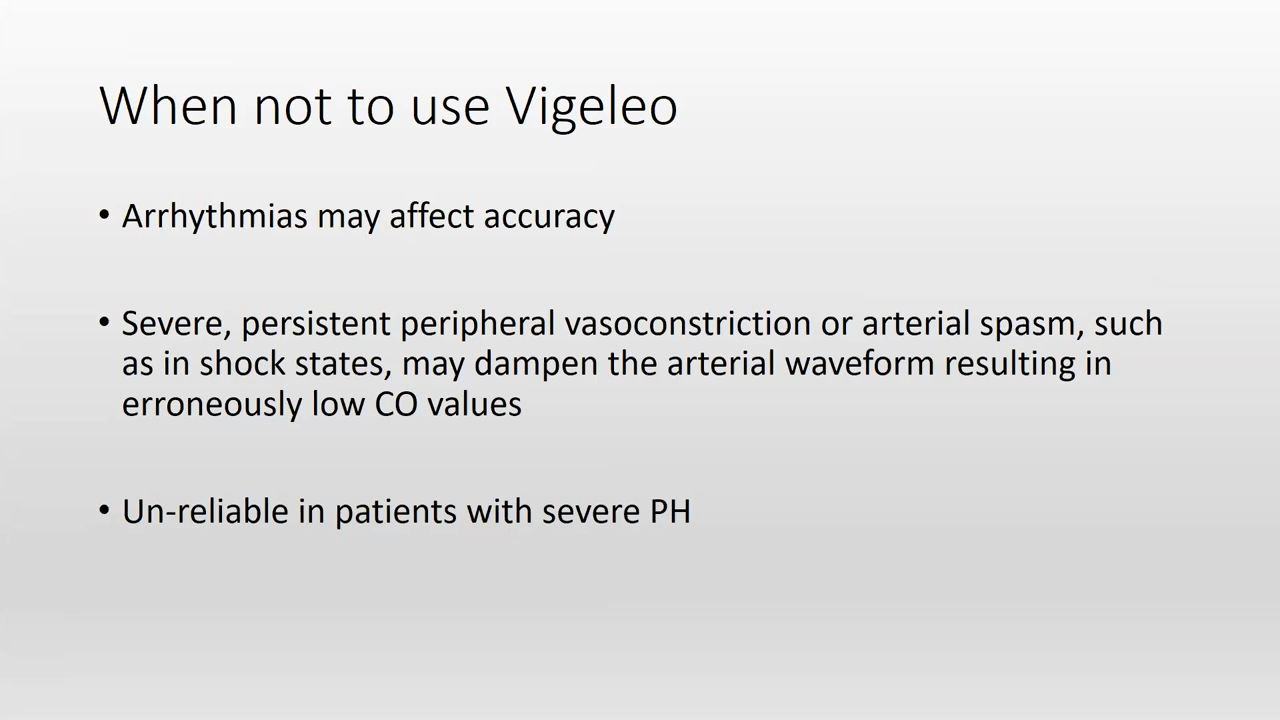 When not to use Vigeleo
• Arrhythmias may affect accuracy
• Severe, persistent peripheral vasoconstriction or arterial spasm, such
as in shock states, may dampen the arterial waveform resulting in
erroneously low CO values
• Un-reliable in patients with severe PH